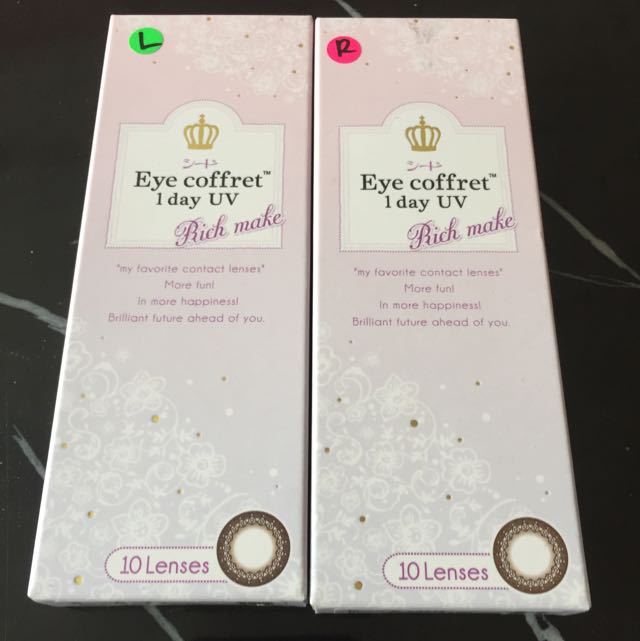 L
シード
Eye coffret™
1 day UV
Rich make
"my favorite contact lenses"
More fun!
In more happiness!
Brilliant future ahead of you.
10 Lenses
R
シード
Eye coffret™
1 day UV
Rich make
"my favorite contact lenses"
More fun!
In more happiness!
Brilliant future ahead of you.
10 Lenses